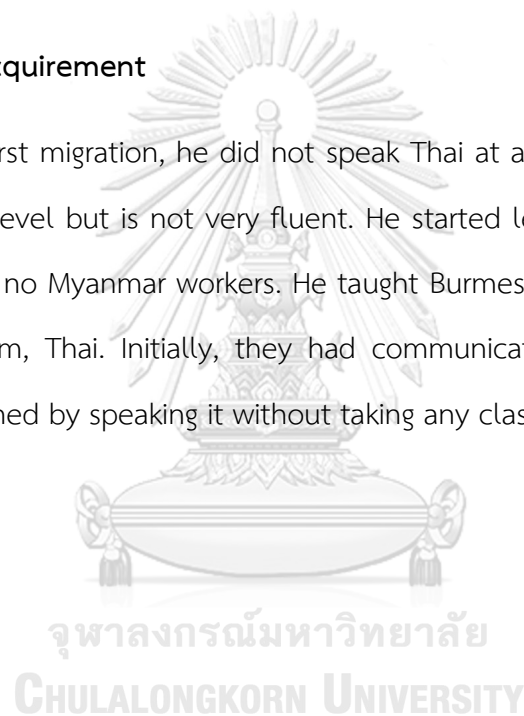 cquirement
rst migration, he did not speak Thai at a
evel but is not very fluent. He started le
no Myanmar workers. He taught Burmes
m, Thai. Initially, they had communicat
ned by speaking it without taking any clas
จุฬาลงกรณ์มหาวิทยาลัย
CHULALONGKORN UNIVERSITY